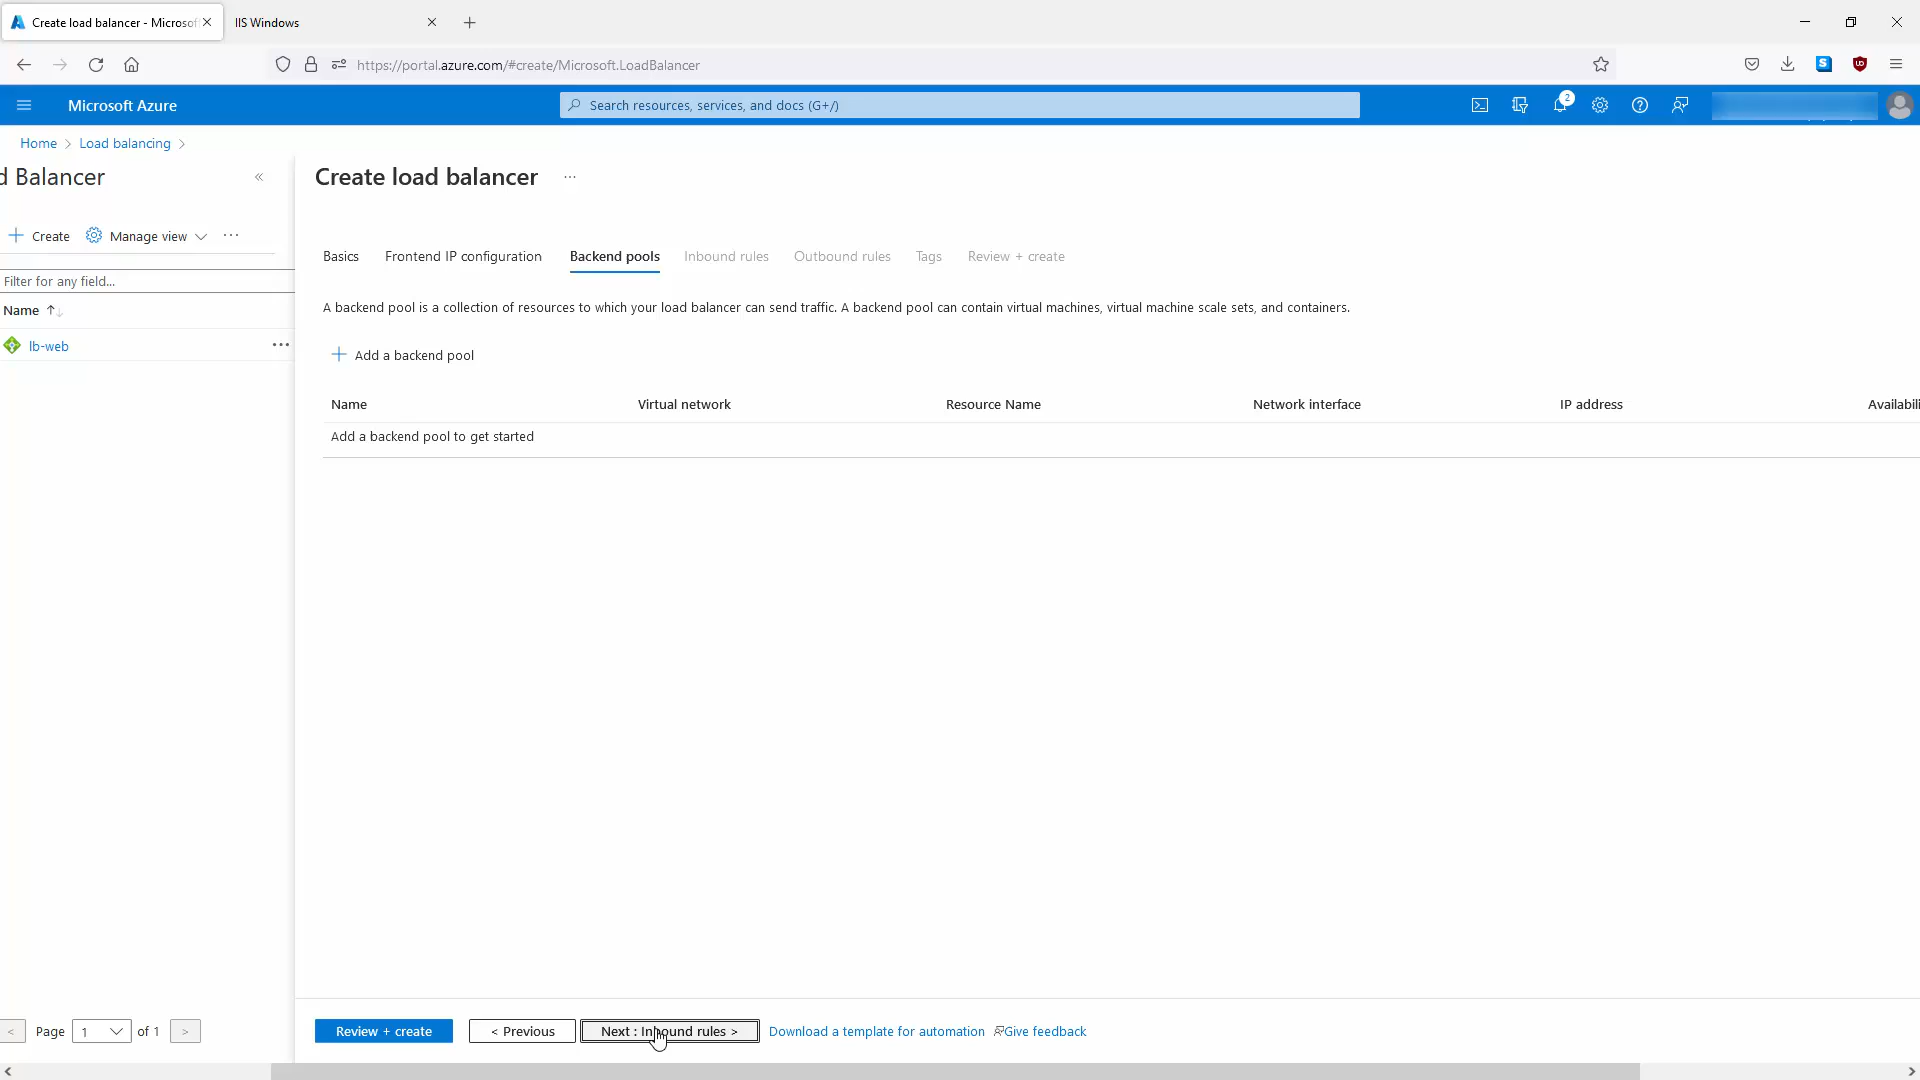 Create load balancer - Microsof
IIS Windows
https://portal.azure.com/#create/Microsoft.LoadBalancer
Microsoft Azure
Search resources, services, and docs (G+/)
2
Home > Load balancing >
d Balancer
«
Create load balancer
...
+ Create
Manage view
...
Basics
Frontend IP configuration
Backend pools
Inbound rules
Outbound rules
Tags
Review + create
Filter for any field...
A backend pool is a collection of resources to which your load balancer can send traffic. A backend pool can contain virtual machines, virtual machine scale sets, and containers.
Name ↑↓
lb-web
...
+ Add a backend pool
Name
Virtual network
Resource Name
Network interface
IP address
Availabili
Add a backend pool to get started
< Page 1 of 1 >
Review + create
< Previous
Next : Inbound rules >
Download a template for automation
Give feedback